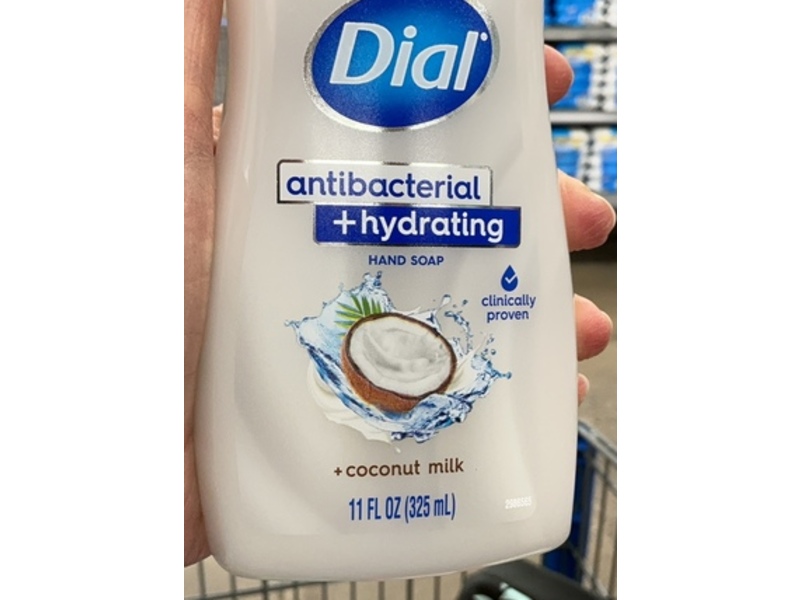 Dial
antibacterial
+hydrating
HAND SOAP
clinically
proven
+coconut milk
11 FL OZ (325 mL)